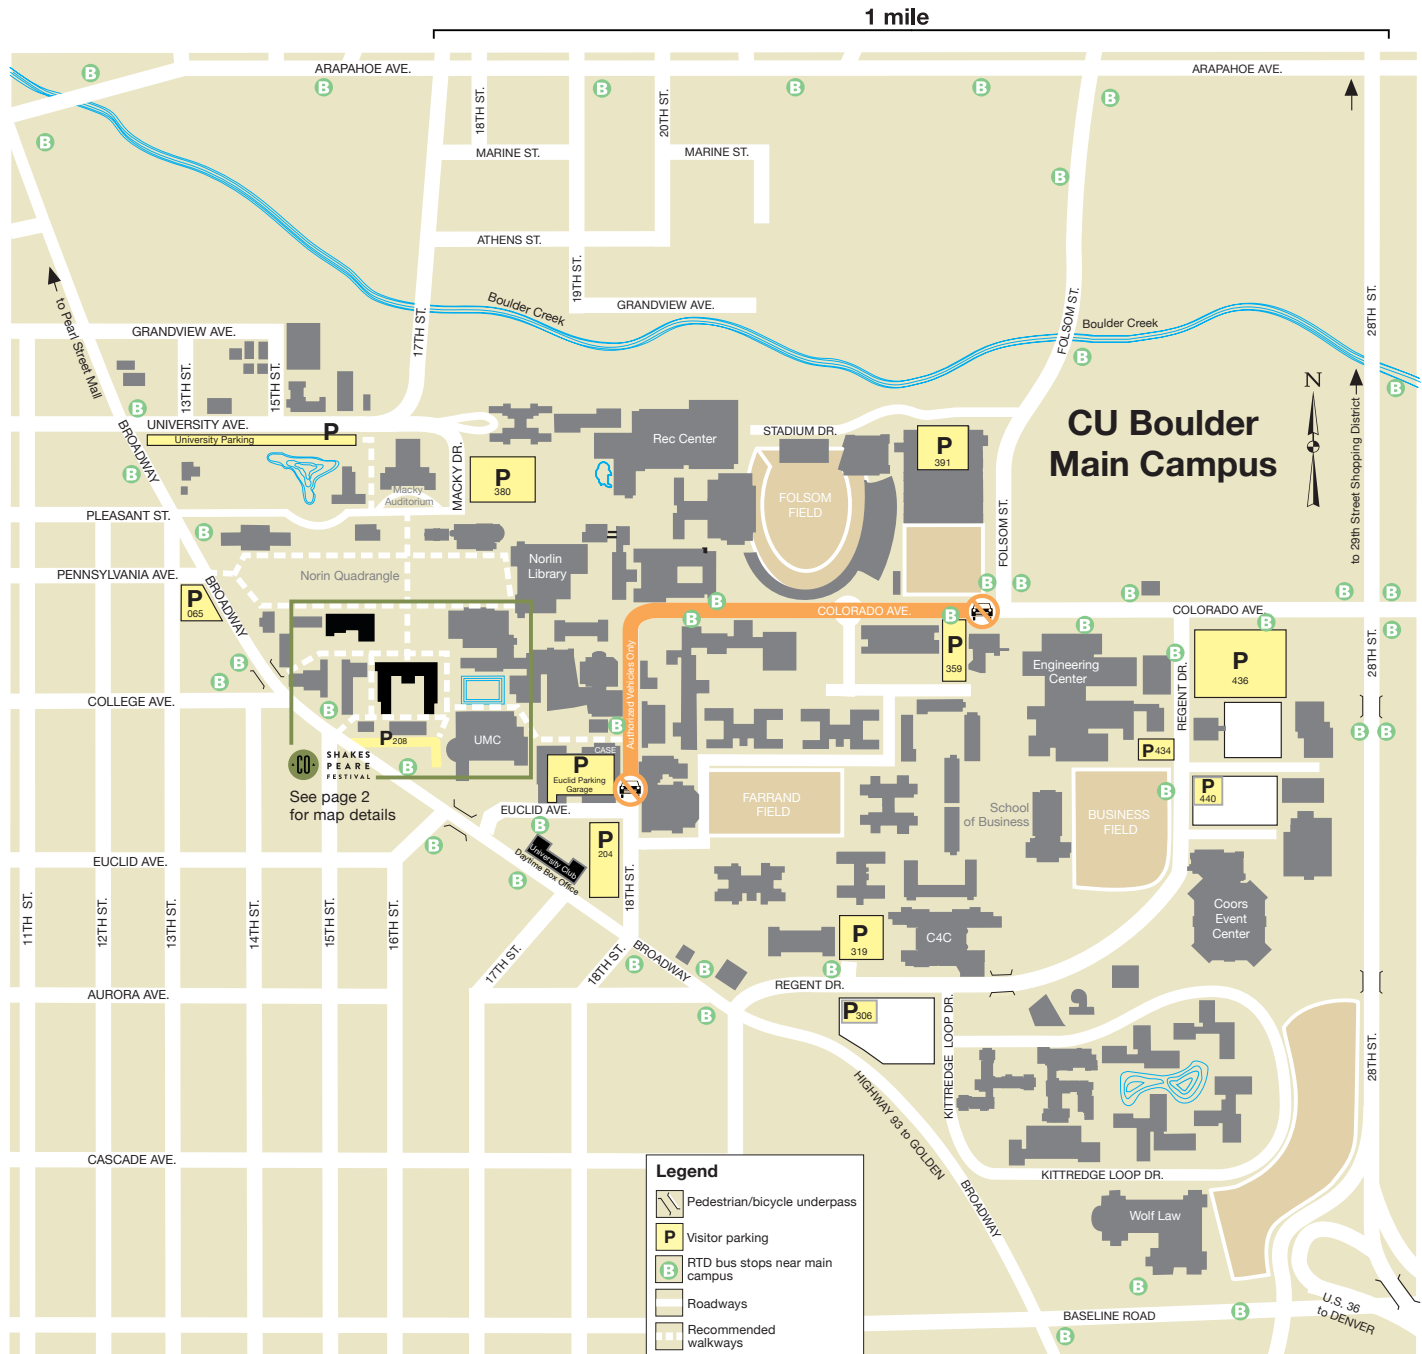 1 mile
ARAPAHOE AVE.
ARAPAHOE AVE.
B
B
B
B
B
B
B
B
18TH ST.
20TH ST.
MARINE ST.
MARINE ST.
ATHENS ST.
19TH ST.
GRANDVIEW AVE.
Boulder Creek
Boulder Creek
FOLSOM ST.
28TH ST.
17TH ST.
to Pearl Street Mall
GRANDVIEW AVE.
13TH ST.
15TH ST.
B
B
B
N
to 29th Street Shopping District
CU Boulder
Main Campus
BROADWAY
UNIVERSITY AVE.
P
University Parking
B
MACKY DR.
Macky
Auditorium
P
380
Rec Center
STADIUM DR.
FOLSOM
FIELD
P
391
FOLSOM ST.
PLEASANT ST.
B
PENNSYLVANIA AVE.
Norin Quadrangle
Norlin
Library
P
065
BROADWAY
B
B
B
B
B
B
B
B
COLORADO AVE.
COLORADO AVE.
B
B
B
B
B
P
359
Engineering
Center
REGENT DR.
P
436
28TH ST.
B
B
COLLEGE AVE.
B
B
B
Authorized Vehicles Only
B
P 208
UMC
B
CASE
P
Euclid Parking
Garage
P 434
CO
SHAKES
PEARE
FESTIVAL
See page 2
for map details
FARRAND
FIELD
School
of Business
BUSINESS
FIELD
B
P
440
EUCLID AVE.
EUCLID AVE.
B
B
B
University Club
Daytime Box Office
P
204
18TH ST.
11TH ST.
12TH ST.
13TH ST.
14TH ST.
15TH ST.
16TH ST.
17TH ST.
18TH ST.
BROADWAY
B
B
B
B
P
319
C4C
Coors
Event
Center
AURORA AVE.
REGENT DR.
P 306
KITTREDGE LOOP DR.
HIGHWAY 93 to GOLDEN
BROADWAY
28TH ST.
CASCADE AVE.
KITTREDGE LOOP DR.
Wolf Law
Legend
Pedestrian/bicycle underpass
P Visitor parking
B RTD bus stops near main
campus
Roadways
Recommended
walkways
B
B
B
BASELINE ROAD
U.S. 36
to DENVER